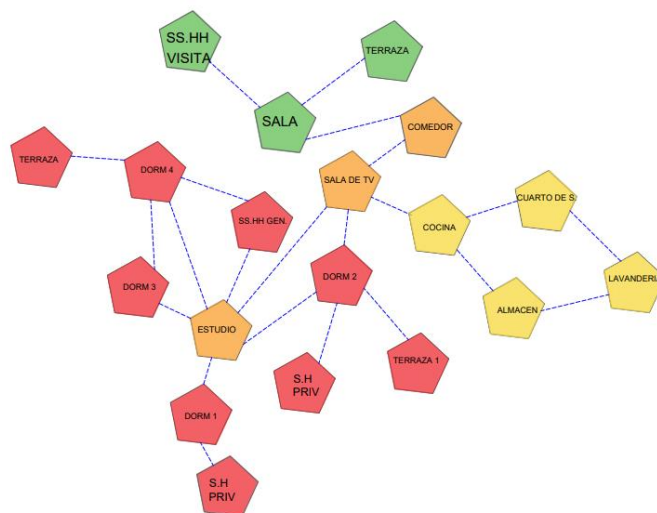 SS.HH
VISITA
TERRAZA
SALA
COMEDOR
TERRAZA
DORM 4
SALA DE TV
CUARTO DE S.
SS.HH GEN.
COCINA
DORM 3
DORM 2
LAVANDERIA
ESTUDIO
ALMACEN
TERRAZA 1
S.H
PRIV
DORM 1
S.H
PRIV